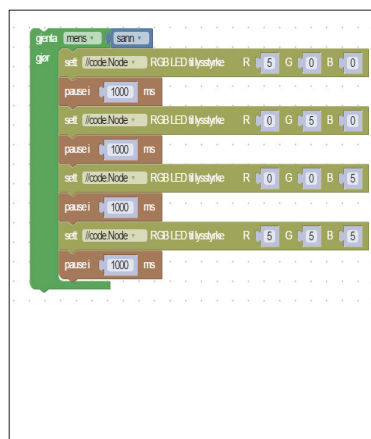 gjenta mens sann
gjør sett //code.Node RGB LED til lysstyrke R 5 G 0 B 0
pause i 1000 ms
sett //code.Node RGB LED til lysstyrke R 0 G 5 B 0
pause i 1000 ms
sett //code.Node RGB LED til lysstyrke R 0 G 0 B 5
pause i 1000 ms
sett //code.Node RGB LED til lysstyrke R 5 G 5 B 5
pause i 1000 ms